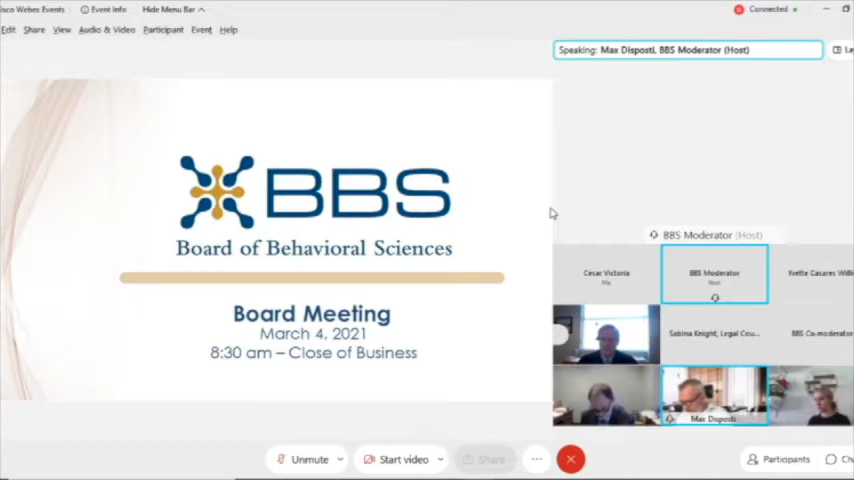 isco Webex Events Event Info Hide Menu Bar Connected
Edit Share View Audio & Video Participant Event Help
Speaking: Max Disposti, BBS Moderator (Host)
BBS
Board of Behavioral Sciences
Board Meeting
March 4, 2021
8:30 am – Close of Business
BBS Moderator (Host)
Cesar Victoria
Me
BBS Moderator
Host
Yvette Casares Willi
Sabina Knight, Legal Cou...
BBS Co-moderator
Max Disposti
Unmute Start video Share Participants Cha